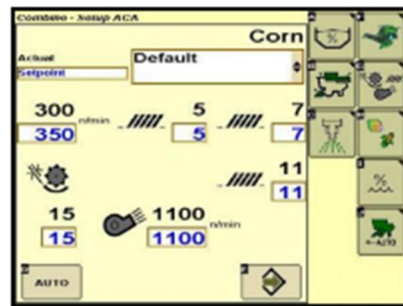 Combine - Setup ACA
Corn
Actual
Setpoint
Default
300 n/min 5 7
350 5 7
11
11
15 1100 n/min
15 1100
AUTO
%
%
←AUTO